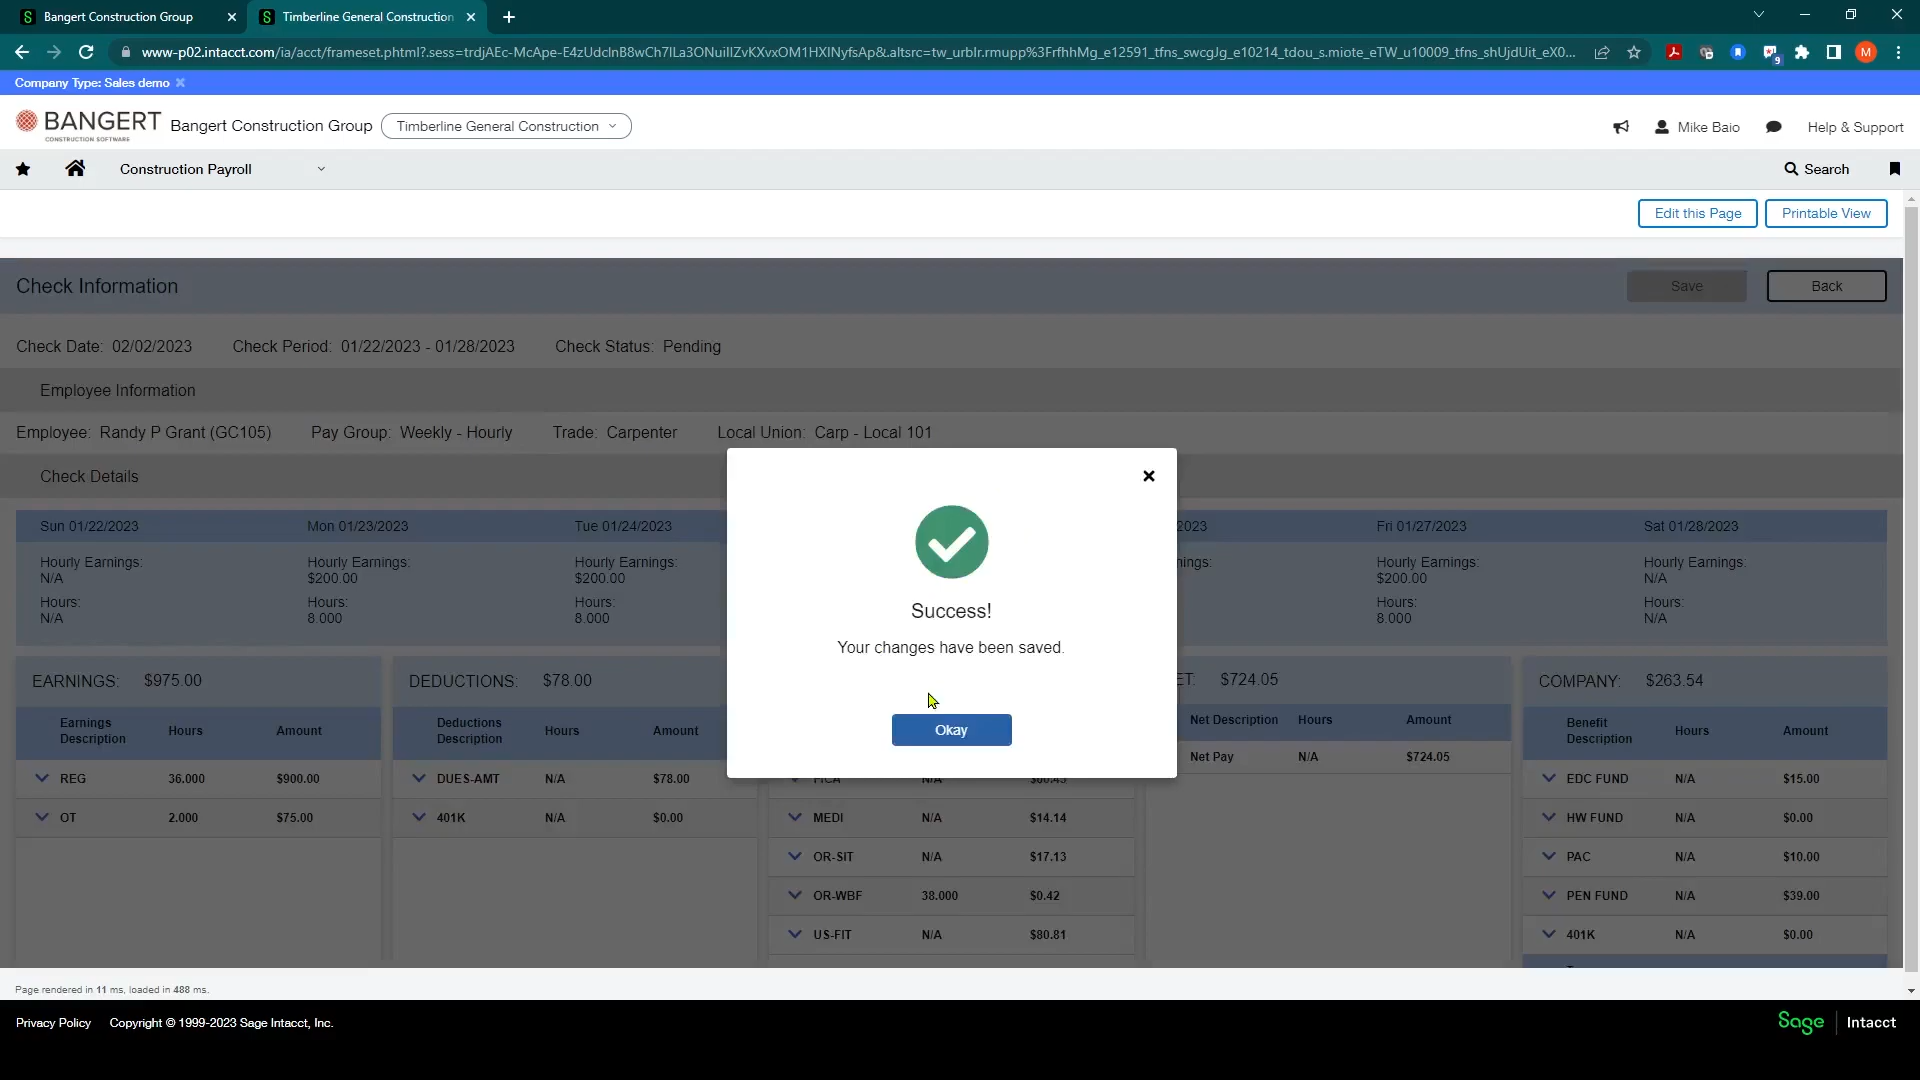 Bangert Construction Group
Timberline General Construction
www-p02.intacct.com/ia/acct/frameset.phtml?.sess=trdjAEc-McApe-E4zUdclnB8wCh7lLa3ONuiIlZvKXvxOM1HXINyfsAp&.altsrc=tw_urblr.rmupp%3FrfhhMg_e12591_tfns_swcgJg_e10214_tdou_s.miote_eTW_u10009_tfns_shUjdUit_eX0...
9
M
Company Type: Sales demo
BANGERT
CONSTRUCTION SOFTWARE
Bangert Construction Group
Timberline General Construction
Mike Baio
Help & Support
Construction Payroll
Search
Edit this Page
Printable View
Check Information
Save
Back
Check Date: 02/02/2023 Check Period: 01/22/2023 - 01/28/2023 Check Status: Pending
Employee Information
Employee: Randy P Grant (GC105) Pay Group: Weekly - Hourly Trade: Carpenter Local Union: Carp - Local 101
Check Details
Sun 01/22/2023 Mon 01/23/2023 Tue 01/24/2023 2023 Fri 01/27/2023 Sat 01/28/2023
Hourly Earnings: Hourly Earnings: Hourly Earnings: nings: Hourly Earnings: Hourly Earnings:
N/A $200.00 $200.00 $200.00 N/A
Hours: Hours: Hours: Hours: Hours:
N/A 8.000 8.000 8.000 N/A
Success!
Your changes have been saved.
Okay
EARNINGS: $975.00
Earnings Description Hours Amount
REG 36.000 $900.00
OT 2.000 $75.00
DEDUCTIONS: $78.00
Deductions Description Hours Amount
DUES-AMT N/A $78.00
401K N/A $0.00
FICA N/A $60.45
MEDI N/A $14.14
OR-SIT N/A $17.13
OR-WBF 38.000 $0.42
US-FIT N/A $80.81
ET: $724.05
Net Description Hours Amount
Net Pay N/A $724.05
COMPANY: $263.54
Benefit Description Hours Amount
EDC FUND N/A $15.00
HW FUND N/A $0.00
PAC N/A $10.00
PEN FUND N/A $39.00
401K N/A $0.00
Page rendered in 11 ms, loaded in 488 ms.
Privacy Policy Copyright © 1999-2023 Sage Intacct, Inc.
Sage Intacct